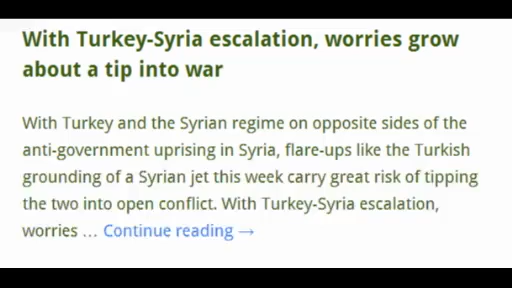 With Turkey-Syria escalation, worries grow
about a tip into war
With Turkey and the Syrian regime on opposite sides of the
anti-government uprising in Syria, flare-ups like the Turkish
grounding of a Syrian jet this week carry great risk of tipping
the two into open conflict. With Turkey-Syria escalation,
worries … Continue reading →